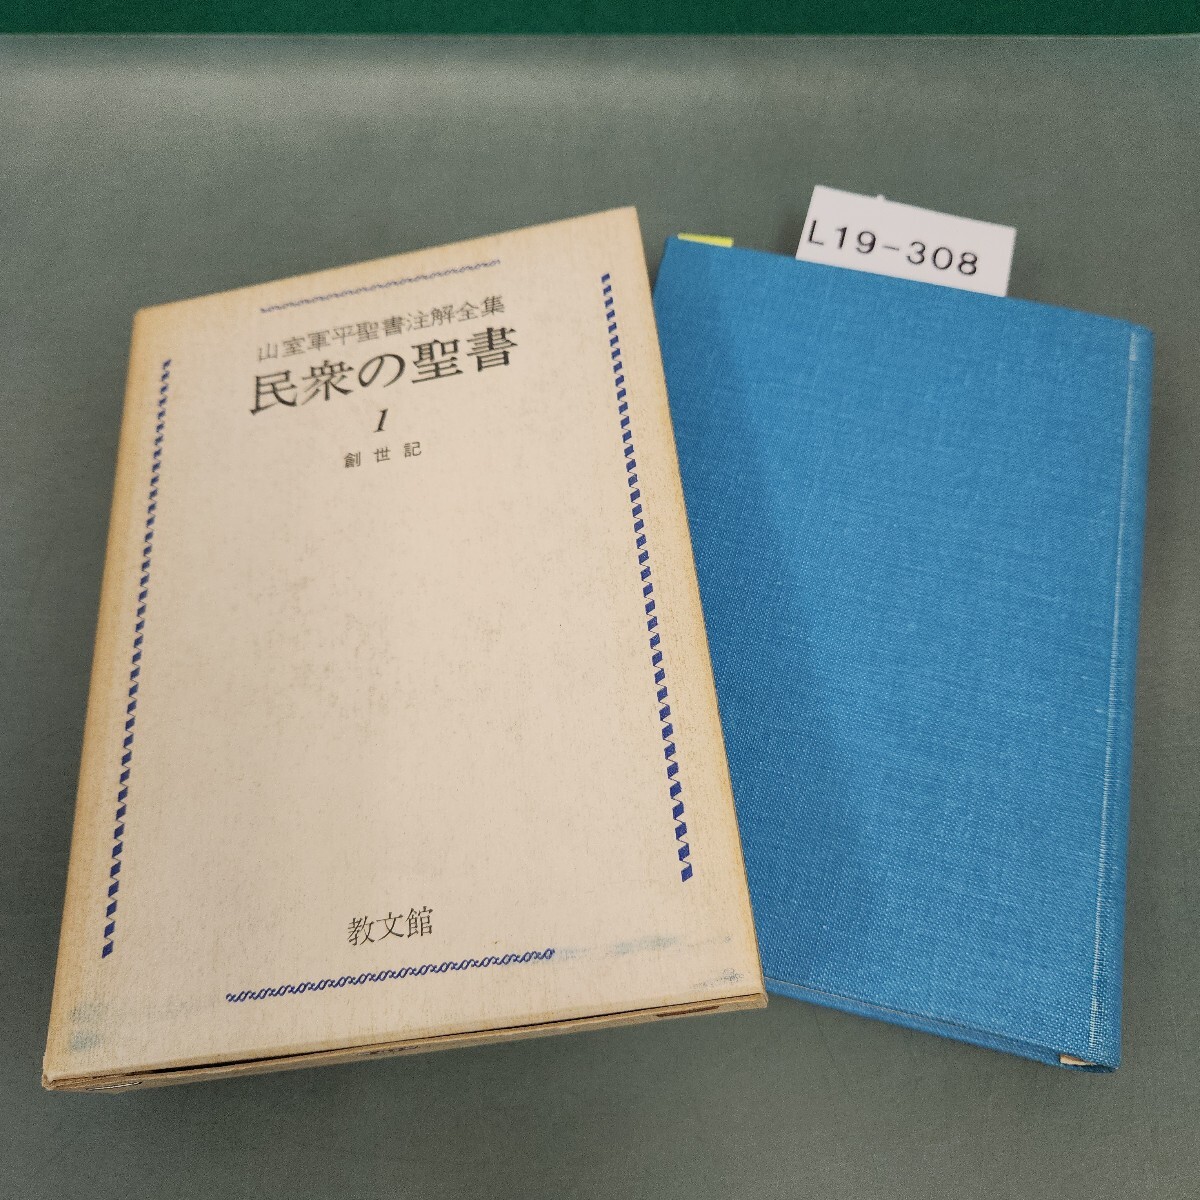 山室軍平聖書注解全集
民衆の聖書
1
創世記
教文館
L19-308